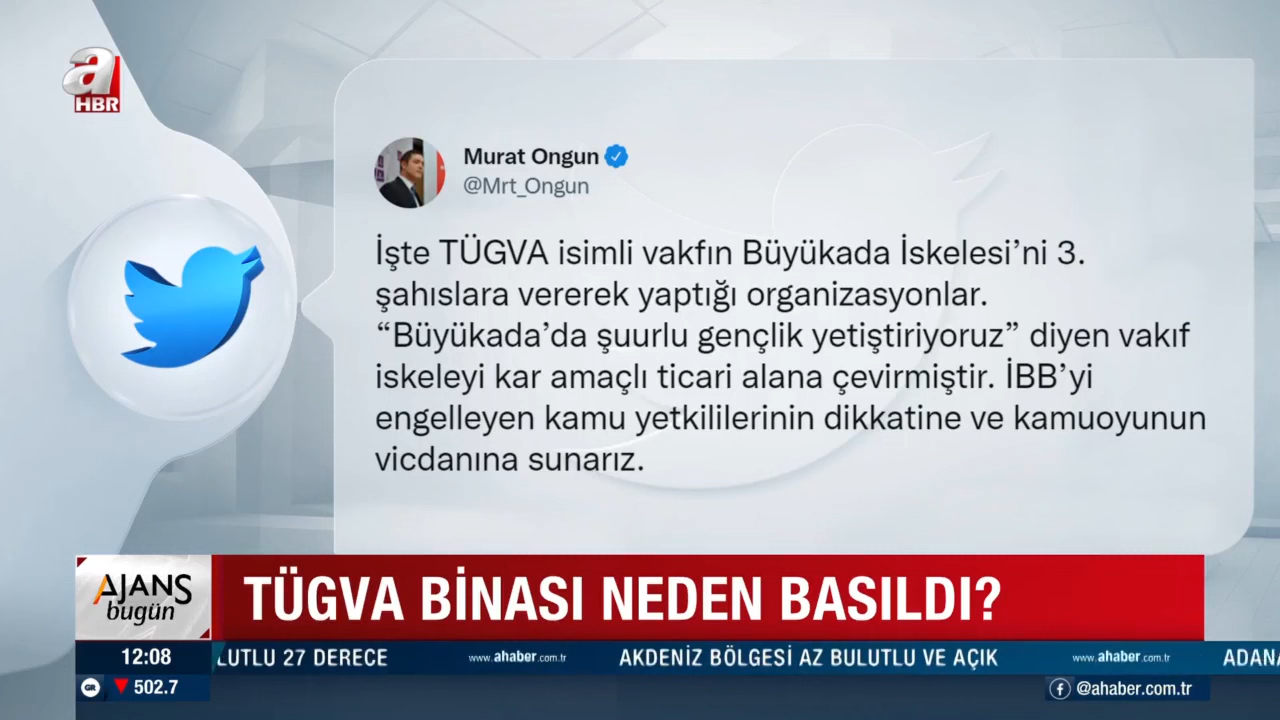 a
HBR
Murat Ongun
@Mrt_Ongun
İşte TÜGVA isimli vakfın Büyükada İskelesi’ni 3.
şahıslara vererek yaptığı organizasyonlar.
“Büyükada’da şuurlu gençlik yetiştiriyoruz” diyen vakıf
iskeleyi kar amaçlı ticari alana çevirmiştir. İBB’yi
engelleyen kamu yetkililerinin dikkatine ve kamuoyunun
vicdanına sunarız.
AJANS
bugün
TÜGVA BİNASI NEDEN BASILDI?
12:08
LUTLU 27 DERECE www.ahaber.com.tr AKDENİZ BÖLGESİ AZ BULUTLU VE AÇIK www.ahaber.com.tr ADANA
GR 502.7
@ahaber.com.tr